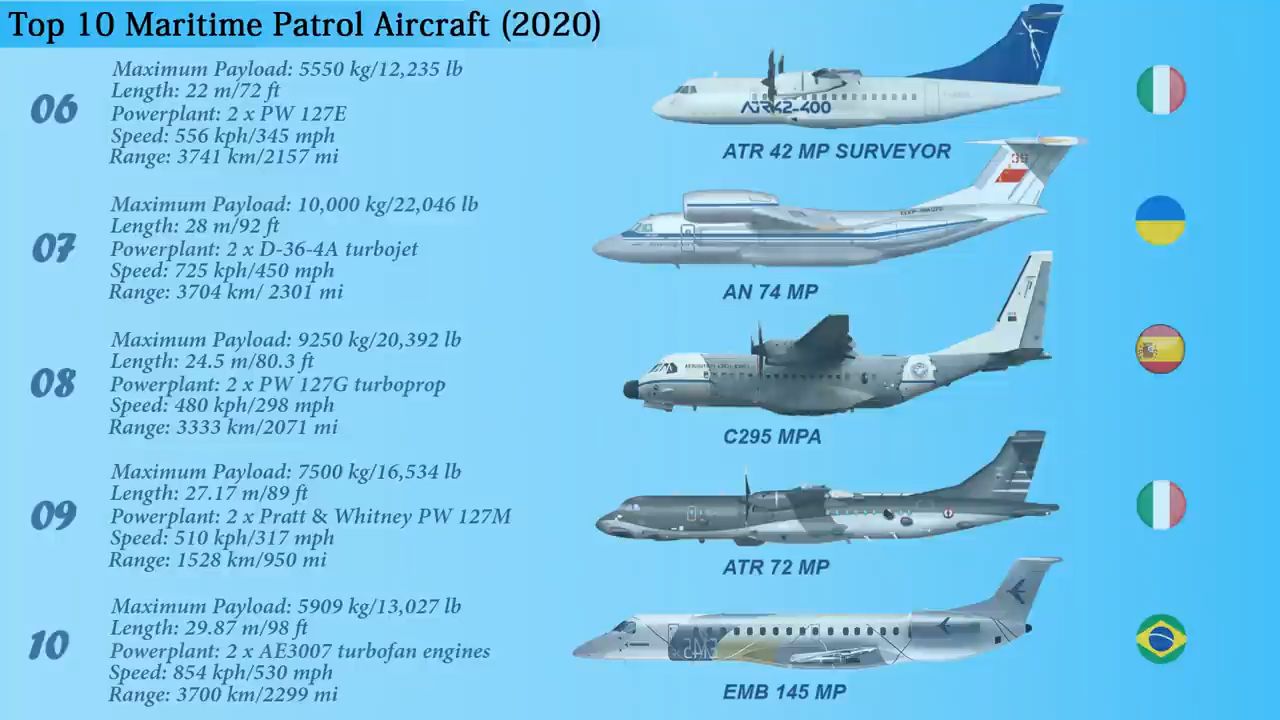 Top 10 Maritime Patrol Aircraft (2020)
06
Maximum Payload: 5550 kg/12,235 lb
Length: 22 m/72 ft
Powerplant: 2 x PW 127E
Speed: 556 kph/345 mph
Range: 3741 km/2157 mi
ATR42-400
ATR 42 MP SURVEYOR
07
Maximum Payload: 10,000 kg/22,046 lb
Length: 28 m/92 ft
Powerplant: 2 x D-36-4A turbojet
Speed: 725 kph/450 mph
Range: 3704 km/ 2301 mi
AN 74 MP
08
Maximum Payload: 9250 kg/20,392 lb
Length: 24.5 m/80.3 ft
Powerplant: 2 x PW 127G turboprop
Speed: 480 kph/298 mph
Range: 3333 km/2071 mi
C295 MPA
09
Maximum Payload: 7500 kg/16,534 lb
Length: 27.17 m/89 ft
Powerplant: 2 x Pratt & Whitney PW 127M
Speed: 510 kph/317 mph
Range: 1528 km/950 mi
ATR 72 MP
10
Maximum Payload: 5909 kg/13,027 lb
Length: 29.87 m/98 ft
Powerplant: 2 x AE3007 turbofan engines
Speed: 854 kph/530 mph
Range: 3700 km/2299 mi
EMB 145 MP